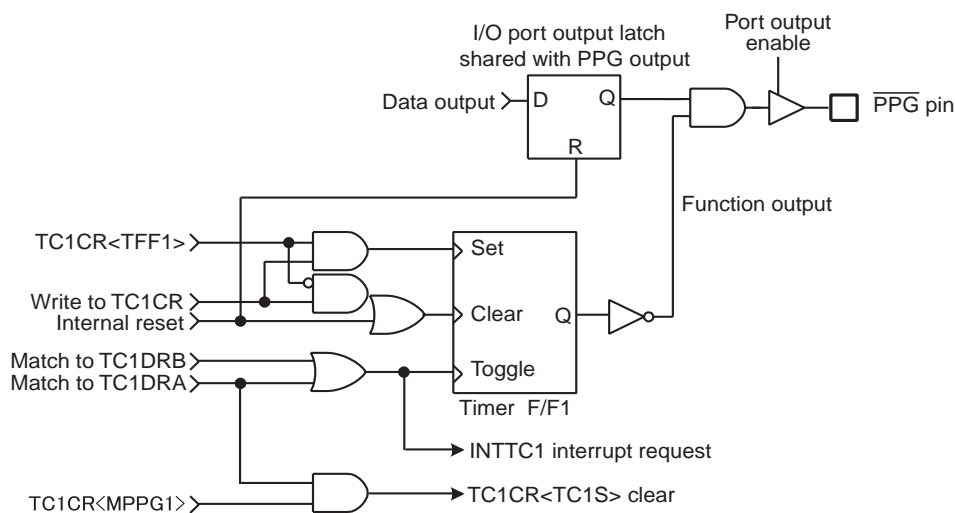 I/O port output latch
shared with PPG output
Port output
enable
Data output
D
Q
R
PPG pin
Function output
TC1CR<TFF1>
Set
Write to TC1CR
Internal reset
Clear
Q
Match to TC1DRB
Match to TC1DRA
Toggle
Timer F/F1
INTTC1 interrupt request
TC1CR<MPPG1>
TC1CR<TC1S> clear